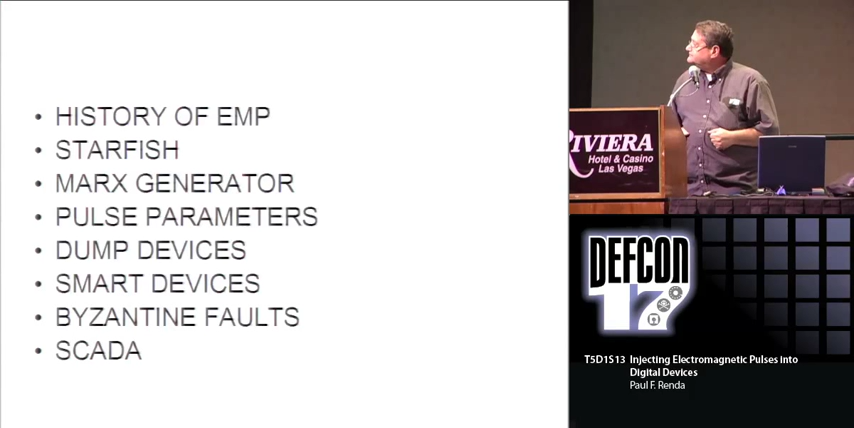 • HISTORY OF EMP
• STARFISH
• MARX GENERATOR
• PULSE PARAMETERS
• DUMP DEVICES
• SMART DEVICES
• BYZANTINE FAULTS
• SCADA
RIVIERA
Hotel & Casino
Las Vegas
DEFCON
17
T5D1S13 Injecting Electromagnetic Pulses into
Digital Devices
Paul F. Renda